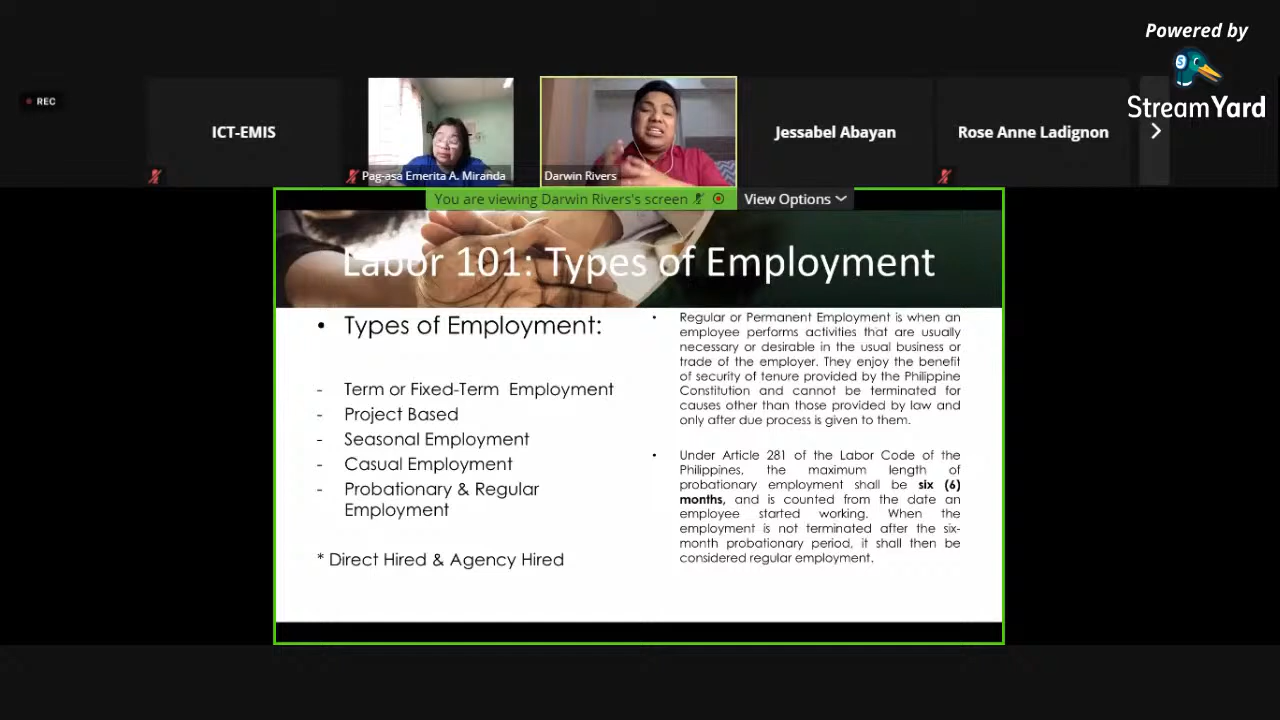 Powered by
StreamYard
REC
ICT-EMIS
Pag-asa Emerita A. Miranda
Darwin Rivers
Jessabel Abayan
Rose Anne Ladignon
You are viewing Darwin Rivers's screen
View Options
Labor 101: Types of Employment
• Types of Employment:
- Term or Fixed-Term Employment
- Project Based
- Seasonal Employment
- Casual Employment
- Probationary & Regular
Employment
* Direct Hired & Agency Hired
• Regular or Permanent Employment is when an
employee performs activities that are usually
necessary or desirable in the usual business or
trade of the employer. They enjoy the benefit
of security of tenure provided by the Philippine
Constitution and cannot be terminated for
causes other than those provided by law and
only after due process is given to them.
• Under Article 281 of the Labor Code of the
Philippines, the maximum length of
probationary employment shall be six (6)
months, and is counted from the date an
employee started working. When the
employment is not terminated after the six-
month probationary period, it shall then be
considered regular employment.